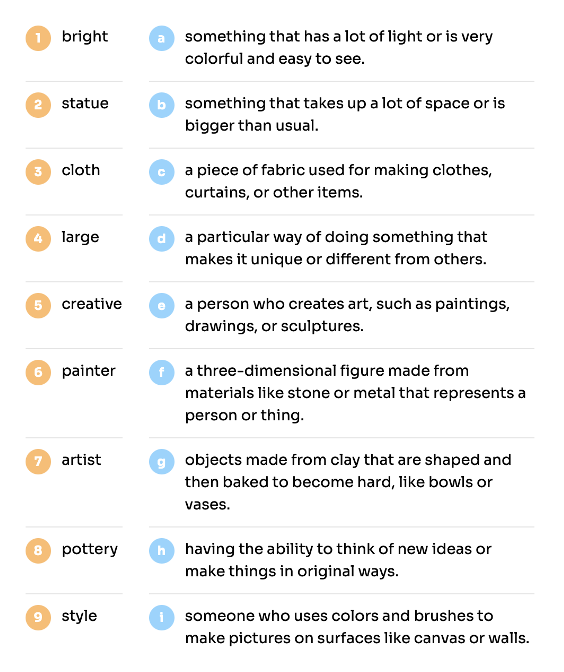 1 bright a something that has a lot of light or is very
colorful and easy to see.
2 statue b something that takes up a lot of space or is
bigger than usual.
3 cloth c a piece of fabric used for making clothes,
curtains, or other items.
4 large d a particular way of doing something that
makes it unique or different from others.
5 creative e a person who creates art, such as paintings,
drawings, or sculptures.
6 painter f a three-dimensional figure made from
materials like stone or metal that represents a
person or thing.
7 artist g objects made from clay that are shaped and
then baked to become hard, like bowls or
vases.
8 pottery h having the ability to think of new ideas or
make things in original ways.
9 style i someone who uses colors and brushes to
make pictures on surfaces like canvas or walls.